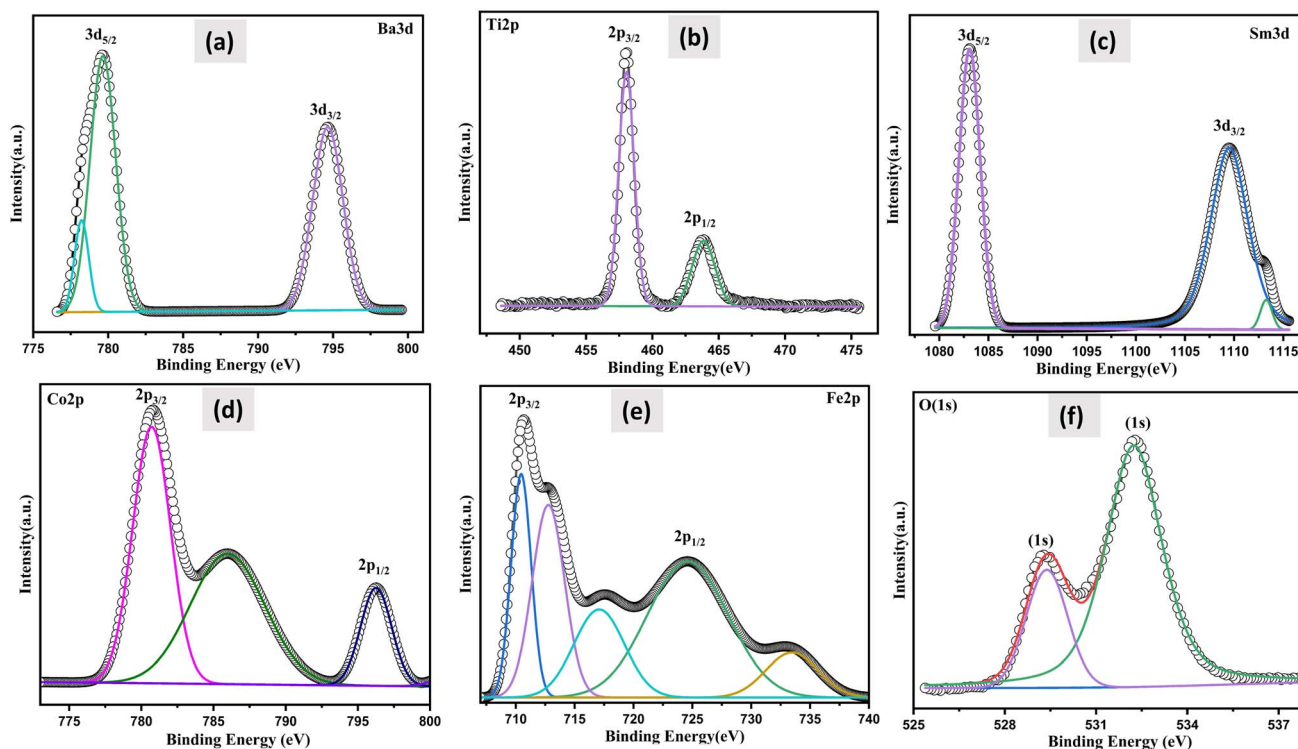 (a)
Ba3d
3d5/2
3d3/2
Intensity(a.u.)
775 780 785 790 795 800
Binding Energy (eV)
Ti2p
(b)
2p3/2
2p1/2
Intensity(a.u.)
450 455 460 465 470 475
Binding Energy(eV)
(c)
Sm3d
3d5/2
3d3/2
Intensity(a.u.)
1080 1085 1090 1095 1100 1105 1110 1115
Binding Energy(eV)
Co2p
(d)
2p3/2
2p1/2
Intensity(a.u.)
775 780 785 790 795 800
Binding Energy (eV)
(e)
Fe2p
2p3/2
2p1/2
Intensity(a.u.)
710 715 720 725 730 735 740
Binding Energy (eV)
O(1s)
(f)
(1s)
(1s)
Intensity(a.u.)
525 528 531 534 537
Binding Energy (eV)